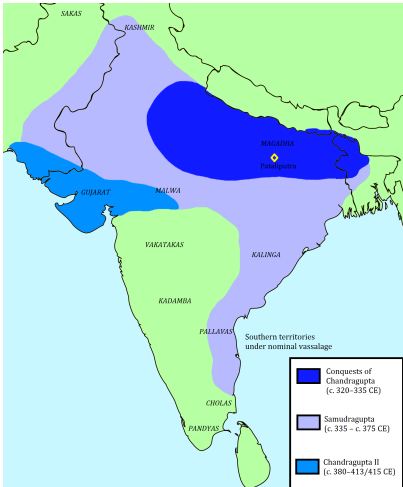 SAKAS
KASHMIR
MAGADHA
Pataliputra
GUJARAT
MALWA
VAKATAKAS
KALINGA
KADAMBA
PALLAVAS
Southern territories
under nominal vassalage
CHOLAS
PANDYAS
Conquests of
Chandragupta
(c. 320–335 CE)
Samudragupta
(c. 335 – c. 375 CE)
Chandragupta II
(c. 380–413/415 CE)